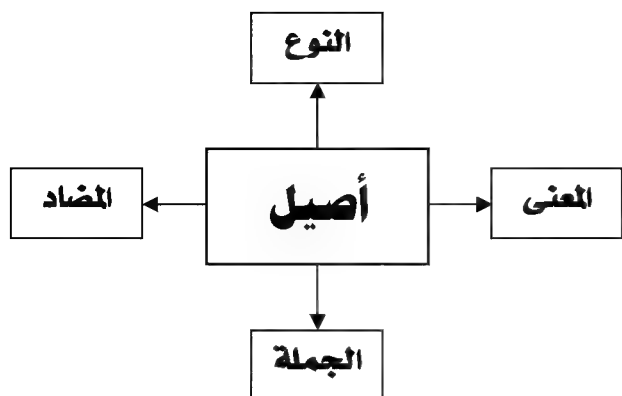 النوع
المعنى
أصيل
المضاد
الجملة